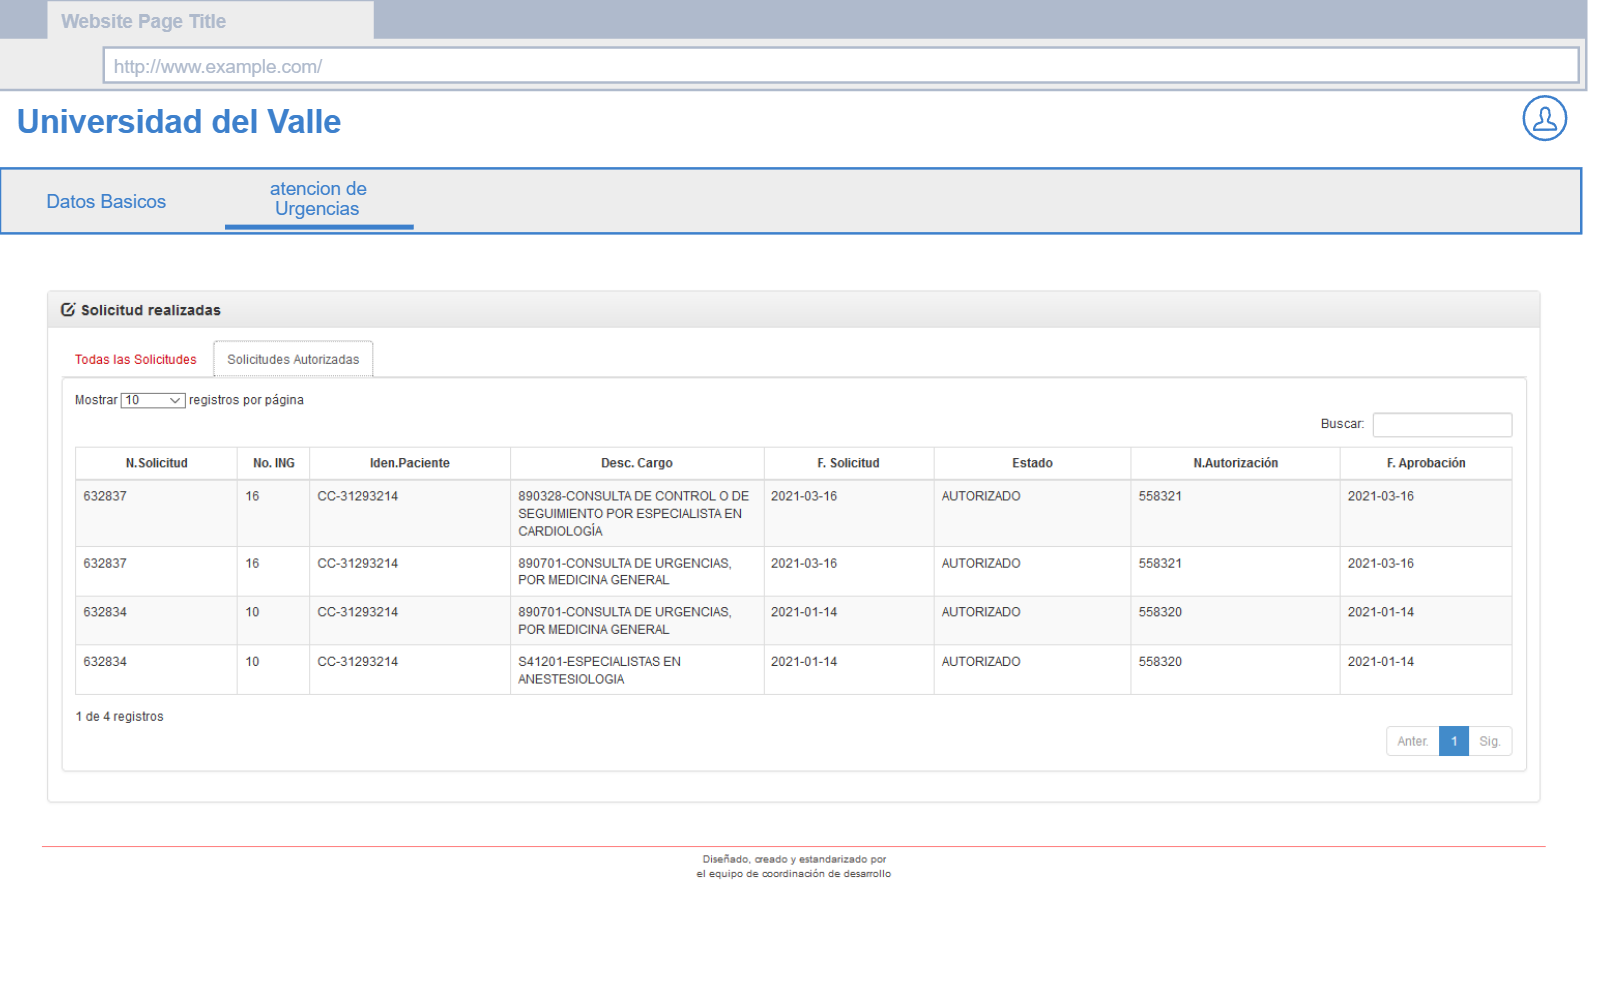 Website Page Title
http://www.example.com/
Universidad del Valle
Datos Basicos
atencion de
Urgencias
Solicitud realizadas
Todas las Solicitudes Solicitudes Autorizadas
Mostrar 10 registros por página
Buscar:
N.Solicitud No. ING Iden.Paciente Desc. Cargo F. Solicitud Estado N.Autorización F. Aprobación
632837 16 CC-31293214 890328-CONSULTA DE CONTROL O DE 2021-03-16 AUTORIZADO 558321 2021-03-16
SEGUIMIENTO POR ESPECIALISTA EN
CARDIOLOGÍA
632837 16 CC-31293214 890701-CONSULTA DE URGENCIAS, 2021-03-16 AUTORIZADO 558321 2021-03-16
POR MEDICINA GENERAL
632834 10 CC-31293214 890701-CONSULTA DE URGENCIAS, 2021-01-14 AUTORIZADO 558320 2021-01-14
POR MEDICINA GENERAL
632834 10 CC-31293214 S41201-ESPECIALISTAS EN 2021-01-14 AUTORIZADO 558320 2021-01-14
ANESTESIOLOGIA
1 de 4 registros
Anter. 1 Sig.
Diseñado, creado y estandarizado por
el equipo de coordinación de desarrollo